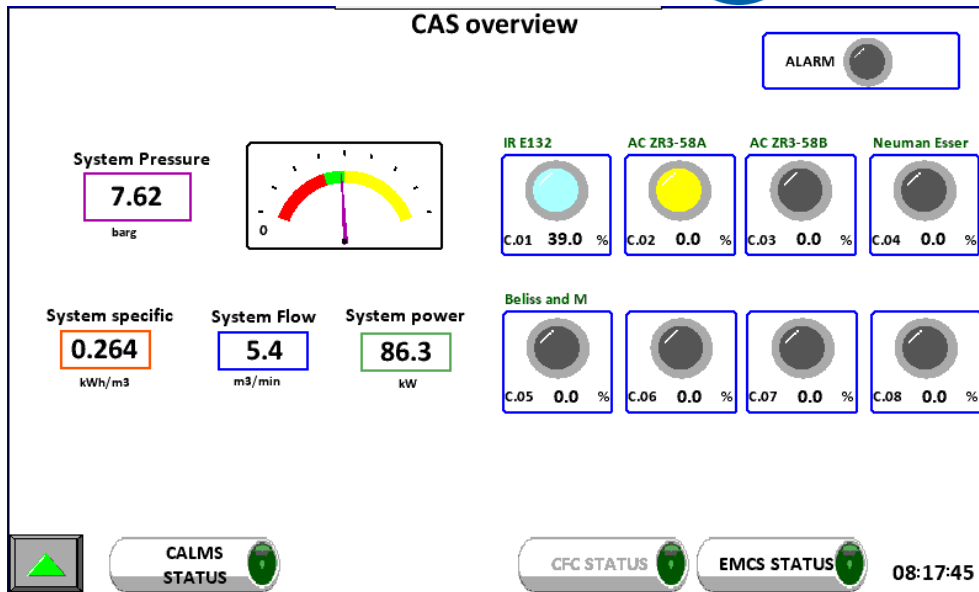 CAS overview
ALARM
System Pressure
7.62
barg
0
IR E132
C.01 39.0 %
AC ZR3-58A
C.02 0.0 %
AC ZR3-58B
C.03 0.0 %
Neuman Esser
C.04 0.0 %
System specific
0.264
kWh/m3
System Flow
5.4
m3/min
System power
86.3
kW
Beliss and M
C.05 0.0 %
C.06 0.0 %
C.07 0.0 %
C.08 0.0 %
CALMS
STATUS
CFC STATUS
EMCS STATUS
08:17:45